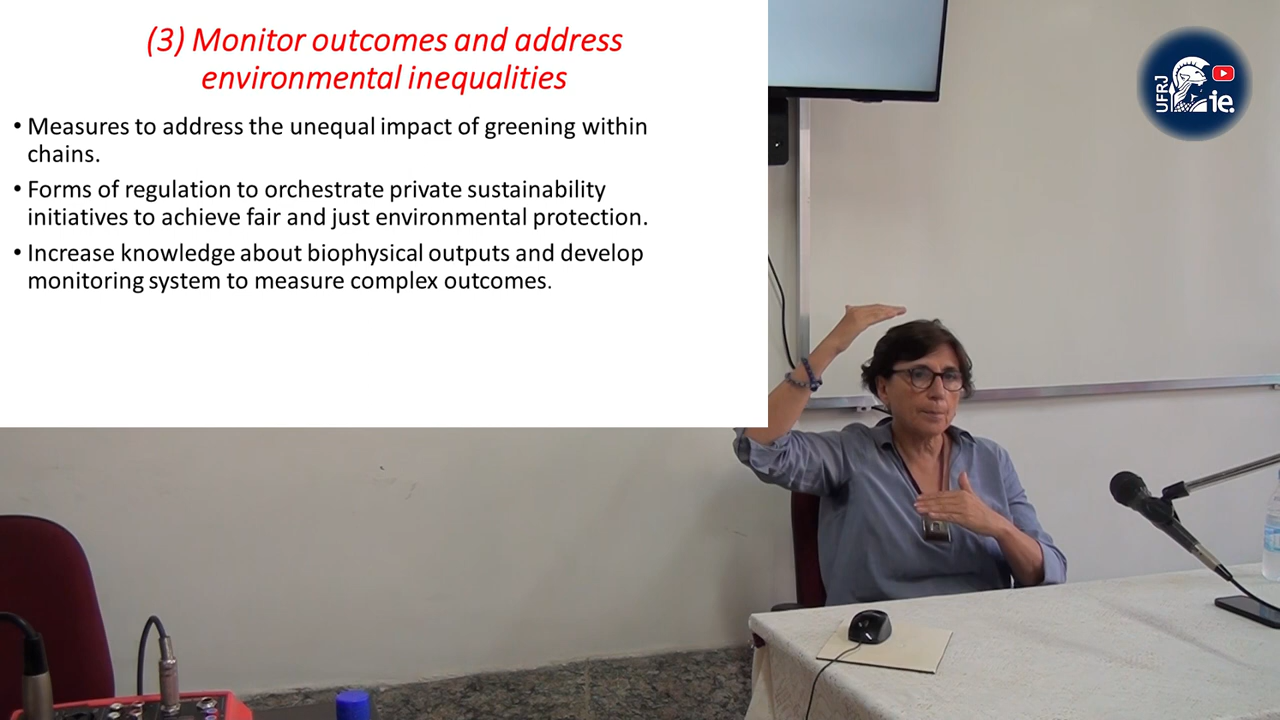 (3) Monitor outcomes and address
environmental inequalities
• Measures to address the unequal impact of greening within
chains.
• Forms of regulation to orchestrate private sustainability
initiatives to achieve fair and just environmental protection.
• Increase knowledge about biophysical outputs and develop
monitoring system to measure complex outcomes.
UFRJ
ie.